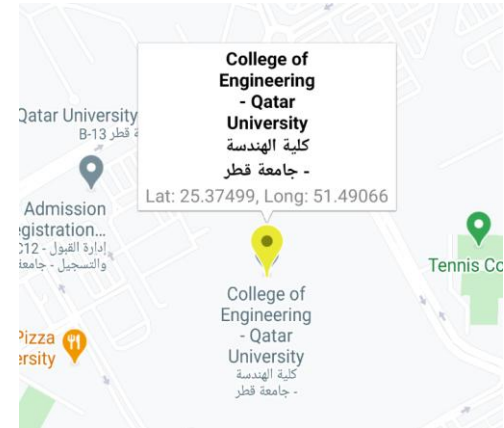 College of
Engineering
- Qatar
University
كلية الهندسة
- جامعة قطر
Lat: 25.37499, Long: 51.49066
Qatar University
B-13 ة قطر
Admission
egistration...
C12 - إدارة القبول
والتسجيل - جامعة
Tennis Co
College of
Engineering
- Qatar
University
كلية الهندسة
- جامعة قطر
Pizza
ersity